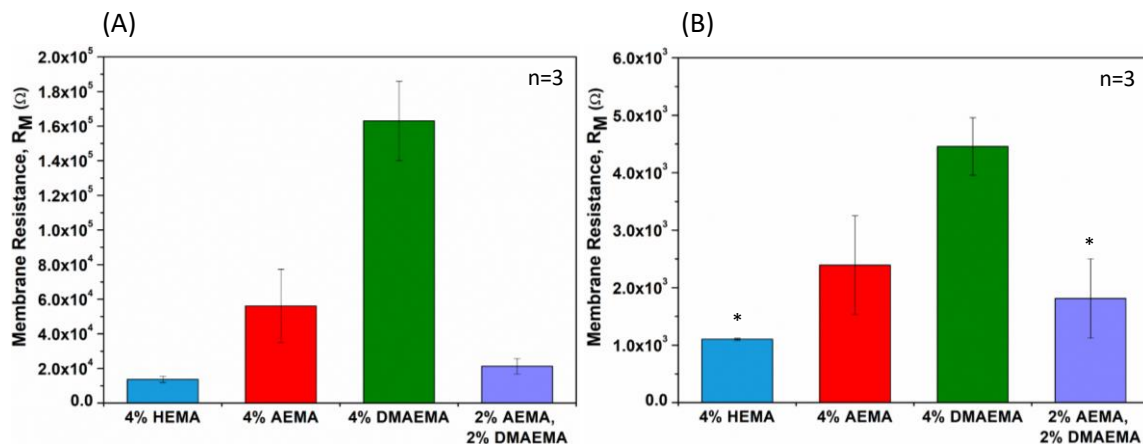 (A)
(B)
Membrane Resistance, R_M (Ω)
2.0x10^5
1.8x10^5
1.6x10^5
1.4x10^5
1.2x10^5
1.0x10^5
8.0x10^4
6.0x10^4
4.0x10^4
2.0x10^4
0.0
n=3
4% HEMA
4% AEMA
4% DMAEMA
2% AEMA,
2% DMAEMA
Membrane Resistance, R_M (Ω)
6.0x10^3
5.0x10^3
4.0x10^3
3.0x10^3
2.0x10^3
1.0x10^3
0.0
n=3
*
*
4% HEMA
4% AEMA
4% DMAEMA
2% AEMA,
2% DMAEMA